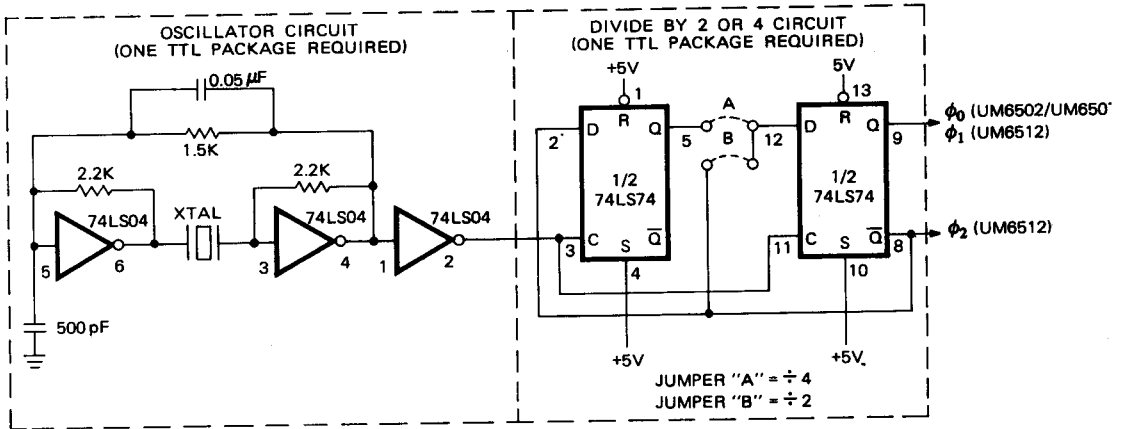 OSCILLATOR CIRCUIT
(ONE TTL PACKAGE REQUIRED)
0.05 µF
1.5K
2.2K
2.2K
XTAL
74LS04
74LS04
74LS04
5
6
3
4
1
2
500 pF
DIVIDE BY 2 OR 4 CIRCUIT
(ONE TTL PACKAGE REQUIRED)
+5V
5V
1
13
R
R
A
B
2
D
Q
5
12
D
Q
9
1/2
74LS74
1/2
74LS74
3
C
S
Q̅
4
11
C
S
Q̅
8
10
+5V
+5V
ϕ0 (UM6502/UM650
ϕ1 (UM6512)
ϕ2 (UM6512)
JUMPER "A" = ÷ 4
JUMPER "B" = ÷ 2